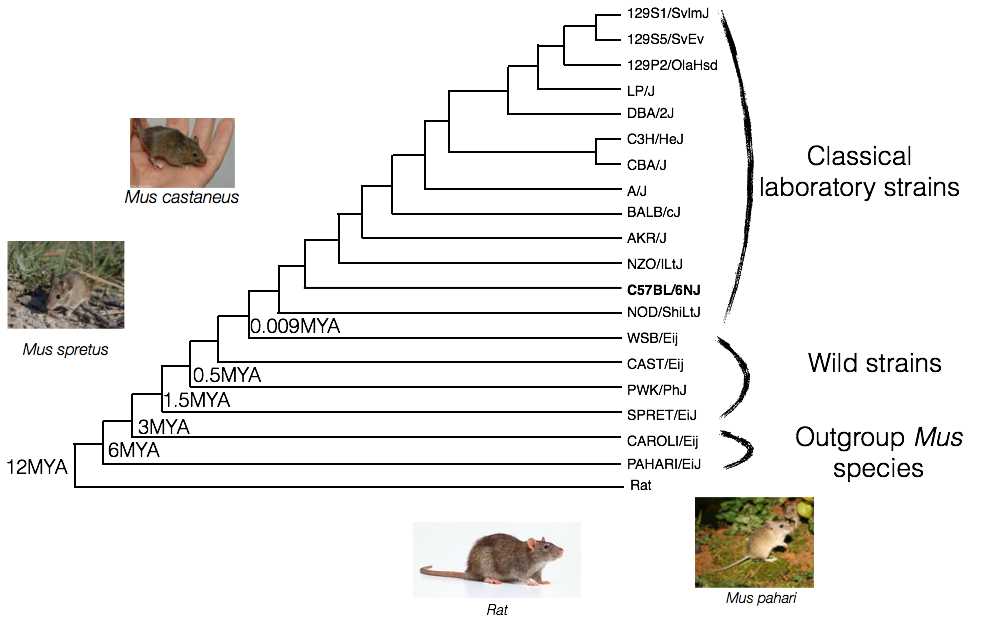 129S1/SvImJ
129S5/SvEv
129P2/OlaHsd
LP/J
DBA/2J
C3H/HeJ
CBA/J
A/J
BALB/cJ
AKR/J
NZO/ILtJ
C57BL/6NJ
NOD/ShiLtJ
WSB/Eij
CAST/Eij
PWK/PhJ
SPRET/EiJ
CAROLI/Eij
PAHARI/EiJ
Rat
Classical
laboratory strains
Wild strains
Outgroup Mus
species
0.009MYA
0.5MYA
1.5MYA
3MYA
6MYA
12MYA
Mus castaneus
Mus spretus
Rat
Mus pahari